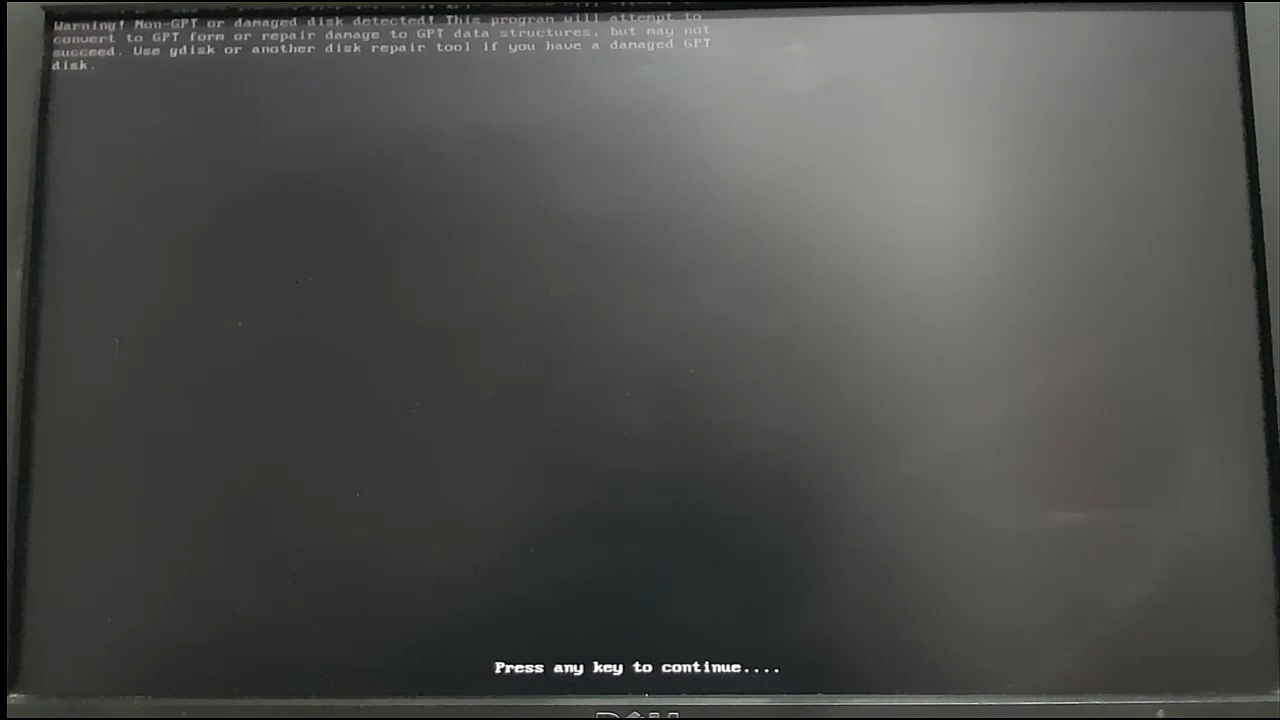 Warning! Non-GPT or damaged disk detected! This program will attempt to
convert to GPT form or repair damage to GPT data structures, but may not
succeed. Use gdisk or another disk repair tool if you have a damaged GPT
disk.
Press any key to continue....